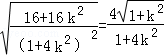 √((16+16k²)/(1+4k²)²) = 4√(1+k²)/(1+4k²)